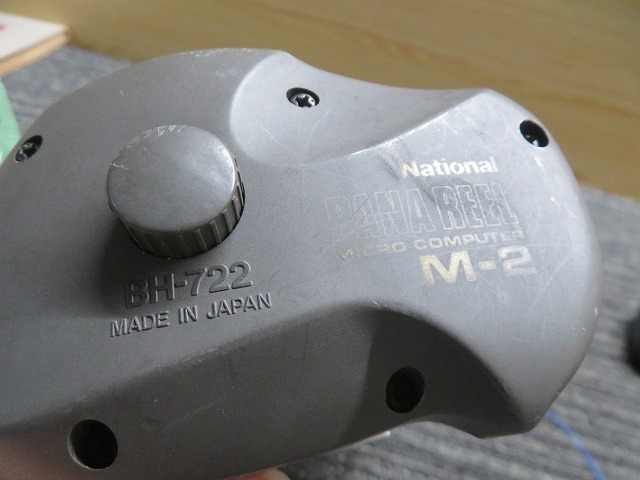 National
PANA REEL
MICRO COMPUTER
M-2
BH-722
MADE IN JAPAN